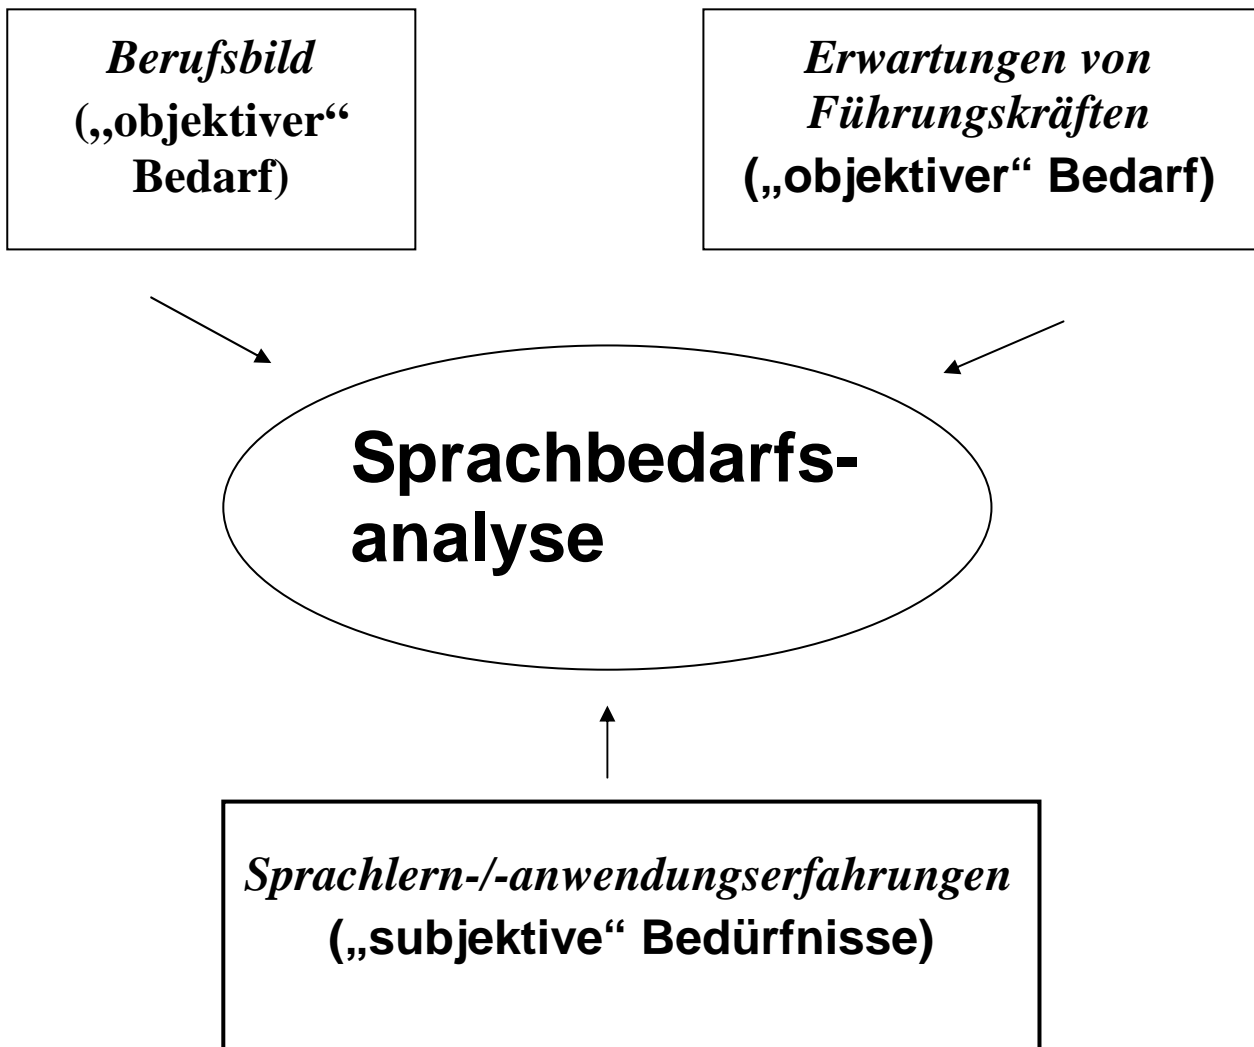 Berufsbild
(„objektiver“
Bedarf)
Erwartungen von
Führungskräften
(„objektiver“ Bedarf)
Sprachbedarfs-
analyse
Sprachlern-/-anwendungserfahrungen
(„subjektive“ Bedürfnisse)